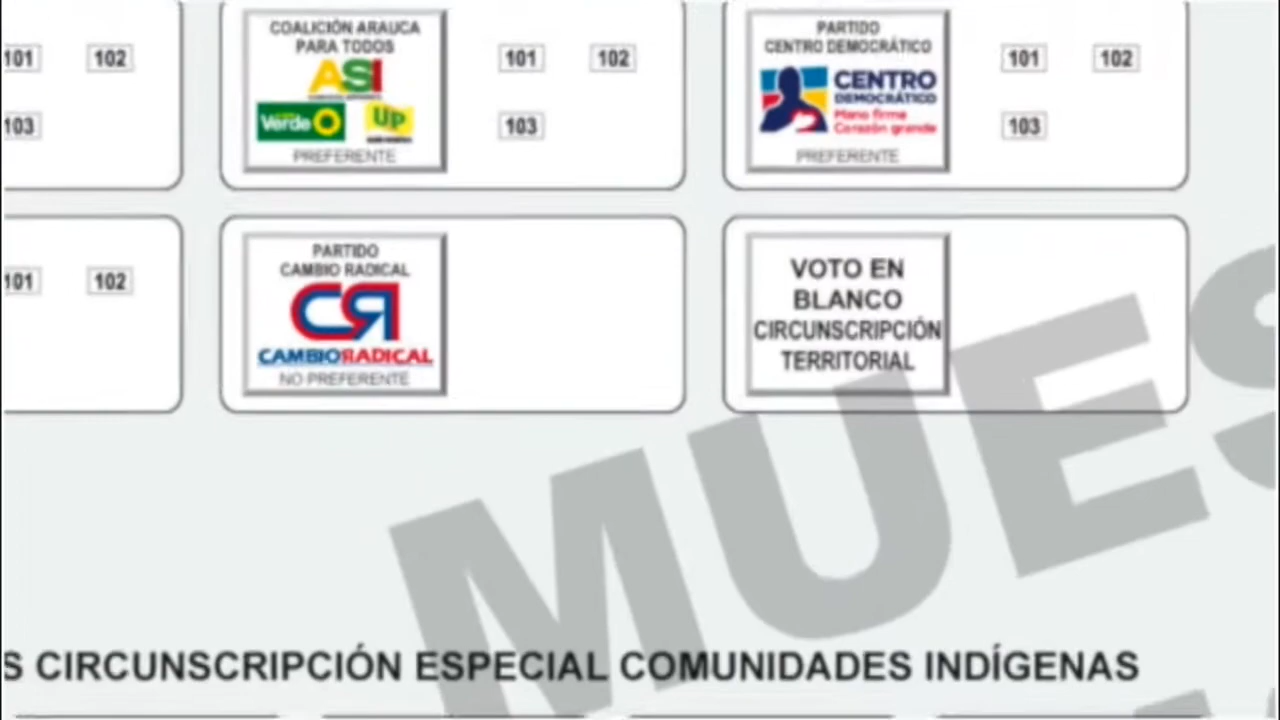 101 102
103
COALICIÓN ARAUCA
PARA TODOS
ASI
Verde
UP
PREFERENTE
101 102
103
PARTIDO
CENTRO DEMOCRÁTICO
CENTRO
DEMOCRÁTICO
Mano firme
Corazón grande
PREFERENTE
101 102
103
101 102
PARTIDO
CAMBIO RADICAL
CR
CAMBIO RADICAL
NO PREFERENTE
VOTO EN
BLANCO
CIRCUNSCRIPCIÓN
TERRITORIAL
MUES
S CIRCUNSCRIPCIÓN ESPECIAL COMUNIDADES INDÍGENAS